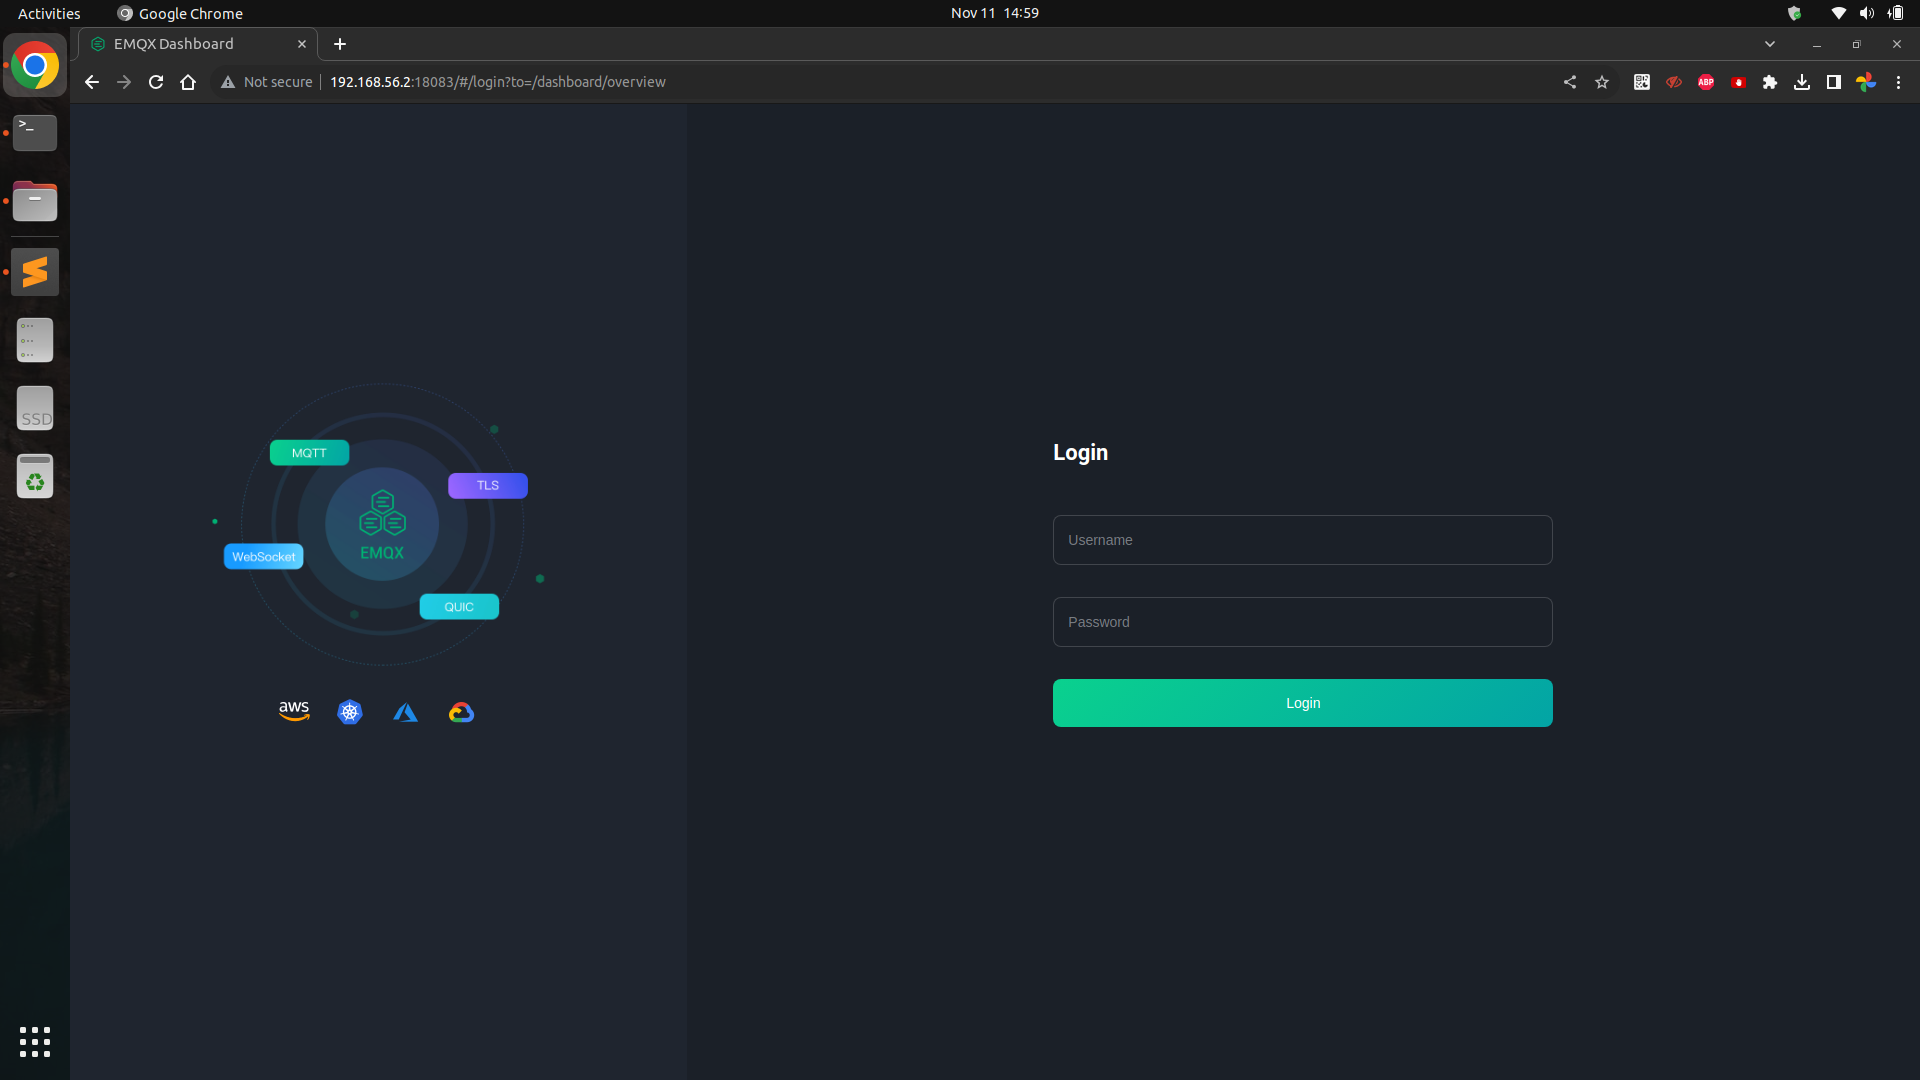 Activities
Google Chrome
Nov 11 14:59
EMQX Dashboard
Not secure
192.168.56.2:18083/#/login?to=/dashboard/overview
ABP
>_
SSD
MQTT
TLS
EMQX
WebSocket
QUIC
aws
Login
Username
Password
Login